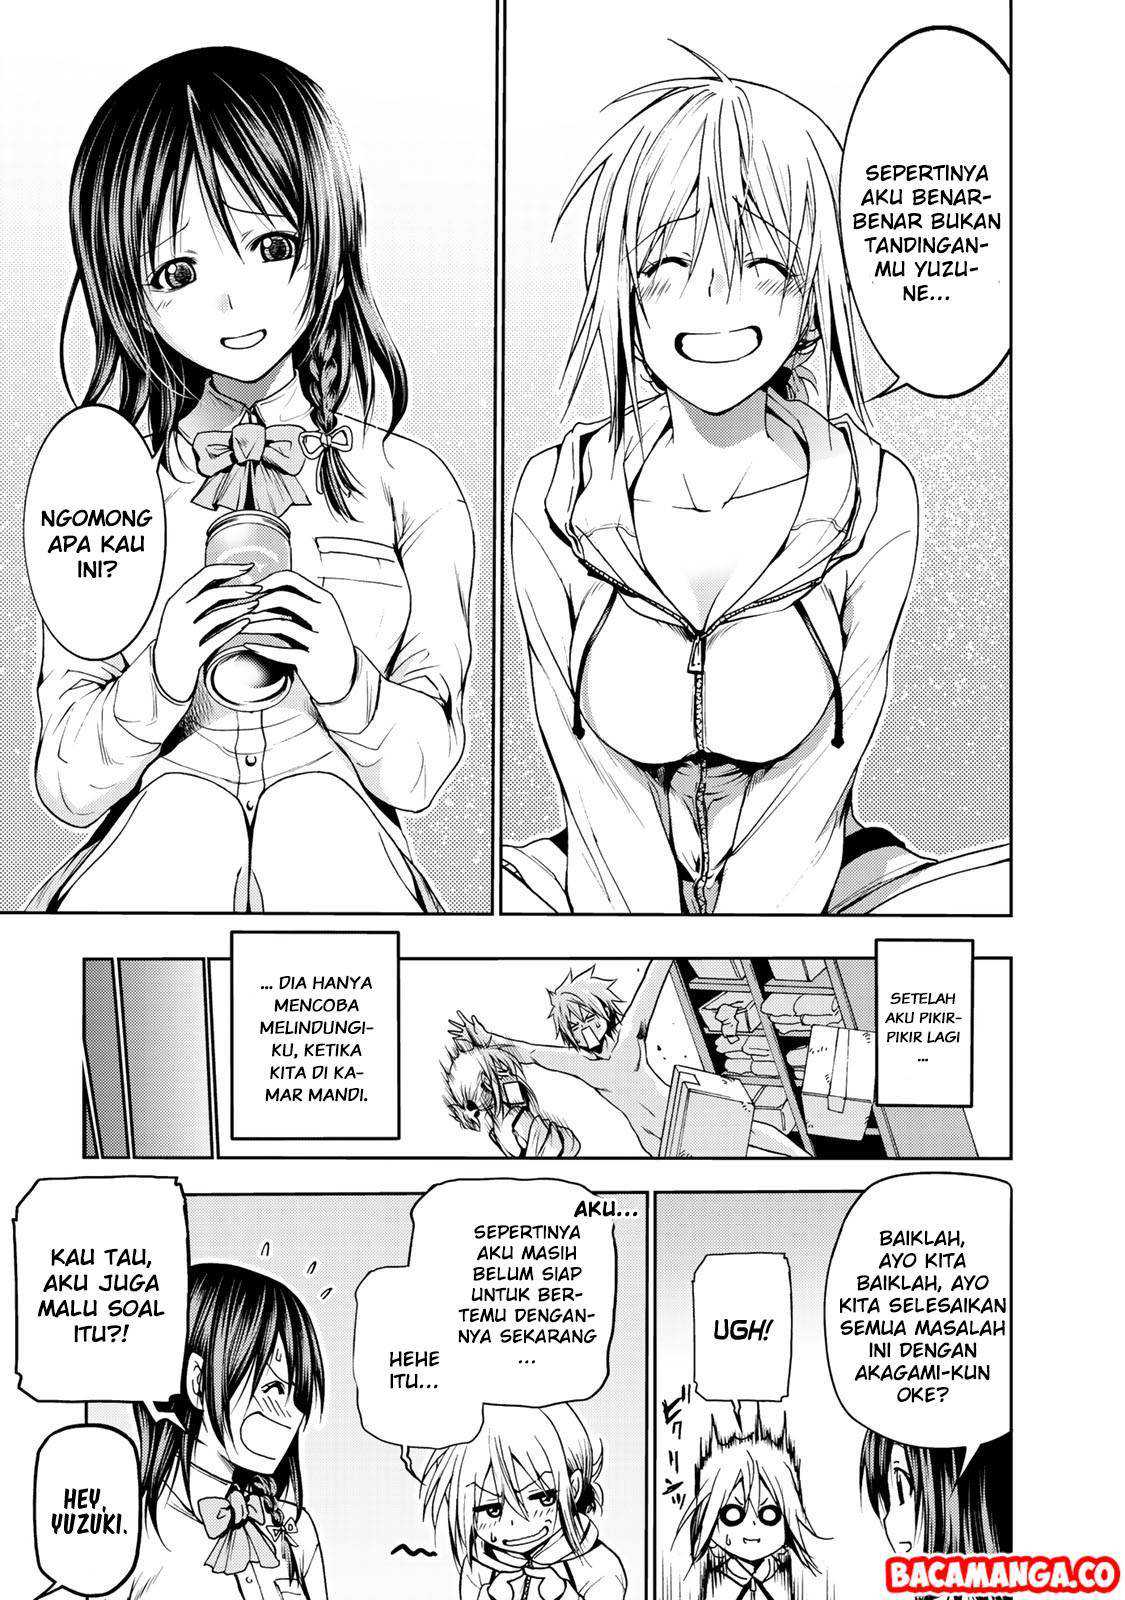 SEPERTINYA
AKU BENAR-
BENAR BUKAN
TANDINGAN-
MU YUZU-
NE...
NGOMONG
APA KAU
INI?
SETELAH
AKU PIKIR-
PIKIR LAGI
...
... DIA HANYA
MENCOBA
MELINDUNGI-
KU, KETIKA
KITA DI KA-
MAR MANDI.
BAIKLAH,
AYO KITA
BAIKLAH, AYO
KITA SELESAIKAN
SEMUA MASALAH
INI DENGAN
AKAGAMI-KUN
OKE?
UGH!
ビクッ
AKU...
SEPERTINYA
AKU MASIH
BELUM SIAP
UNTUK BER-
TEMU DENGAN-
NYA SEKARANG
...
HEHE
ITU...
KAU TAU,
AKU JUGA
MALU SOAL
ITU?!
HEY,
YUZUKI.
BACAMANGA.CO